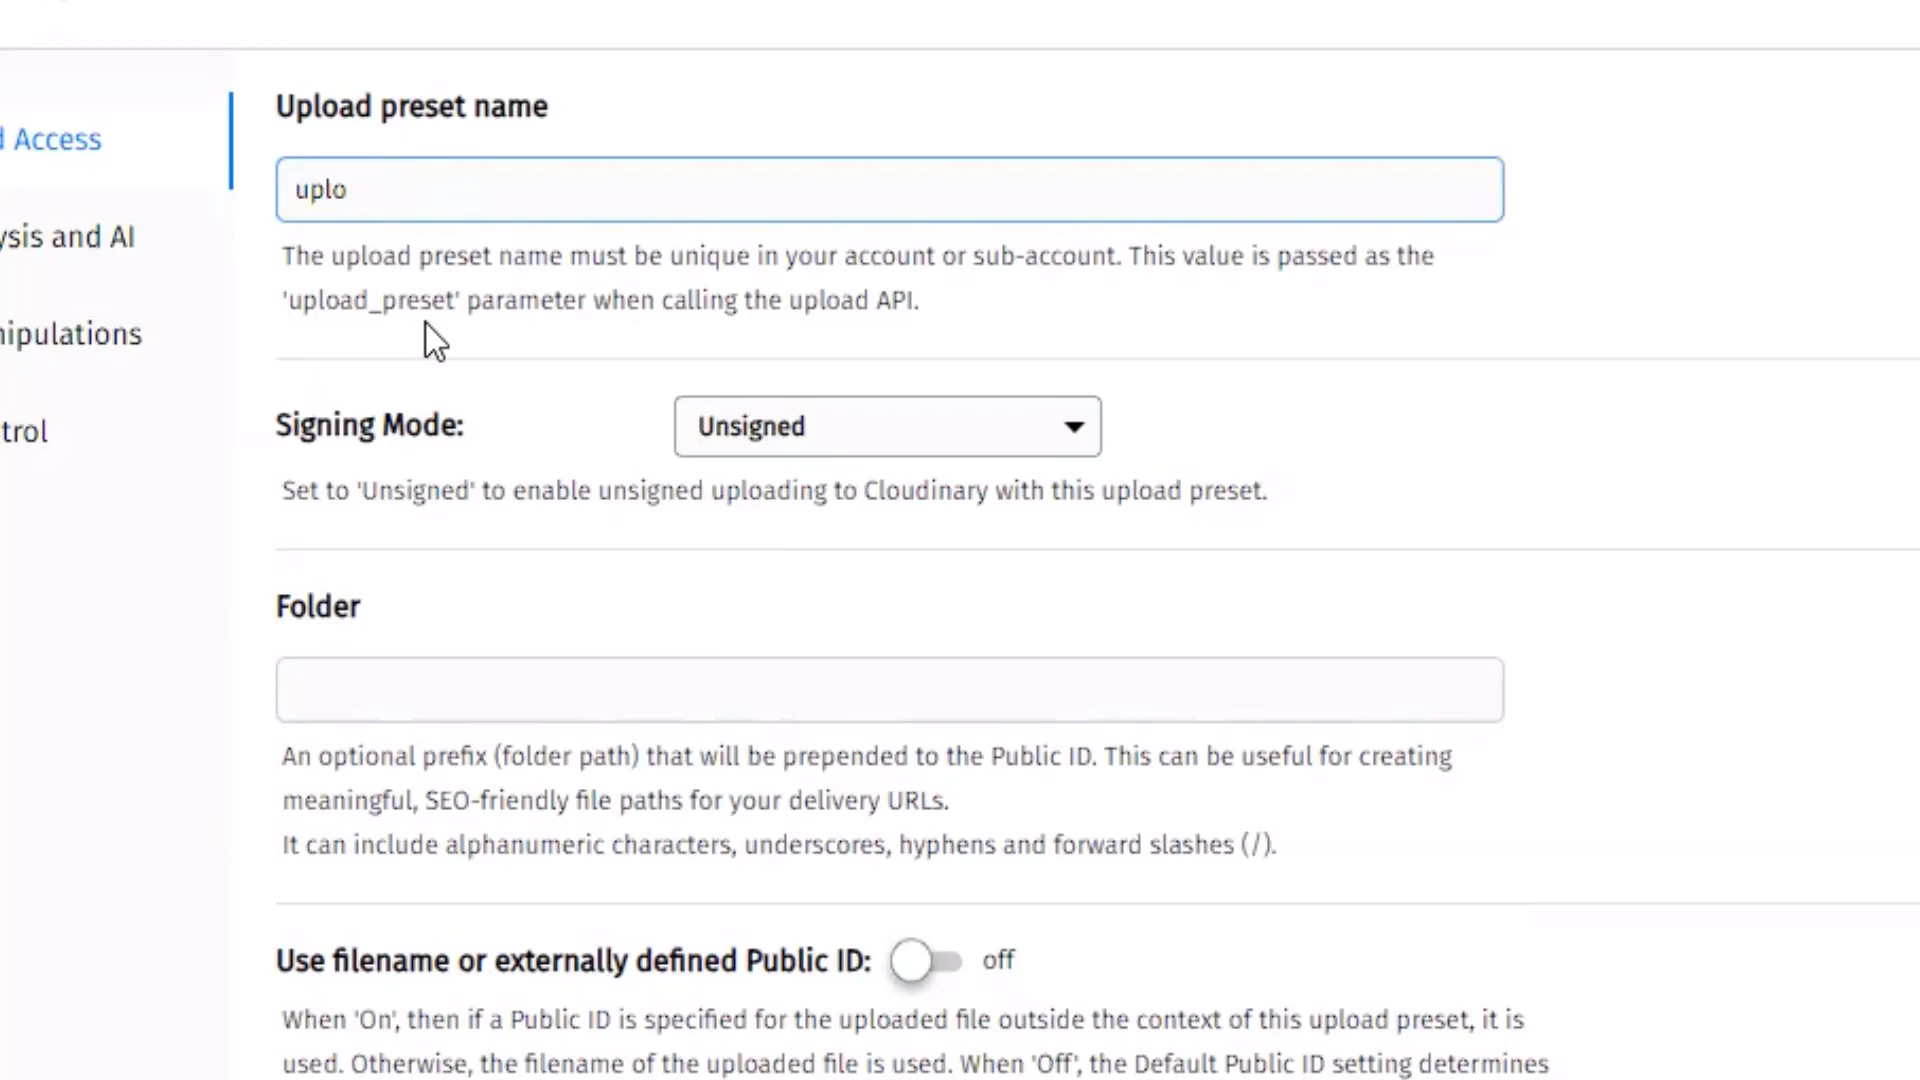 Upload preset name
Access
uplo
and AI
The upload preset name must be unique in your account or sub-account. This value is passed as the
'upload_preset' parameter when calling the upload API.
Signing Mode:
Unsigned
Set to 'Unsigned' to enable unsigned uploading to Cloudinary with this upload preset.
Folder
An optional prefix (folder path) that will be prepended to the Public ID. This can be useful for creating
meaningful, SEO-friendly file paths for your delivery URLs.
It can include alphanumeric characters, underscores, hyphens and forward slashes (/).
Use filename or externally defined Public ID:
off
When 'On', then if a Public ID is specified for the uploaded file outside the context of this upload preset, it is
used. Otherwise, the filename of the uploaded file is used. When 'Off', the Default Public ID setting determines